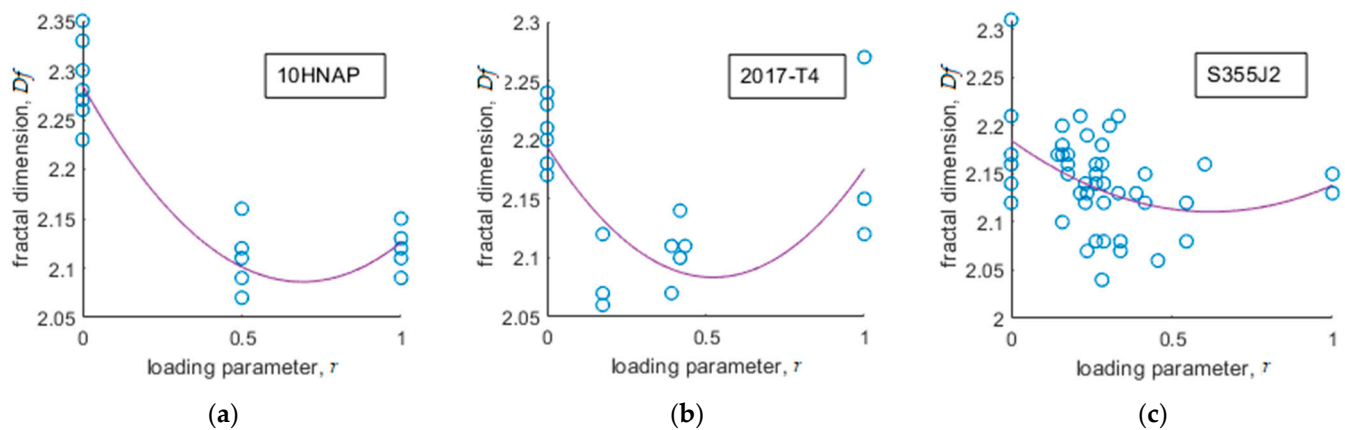 2.35
2.3
2.25
2.2
2.15
2.1
2.05
fractal dimension, Df
10HNAP
0
0.5
1
loading parameter, r
(a)
2.3
2.25
2.2
2.15
2.1
2.05
fractal dimension, Df
2017-T4
0
0.5
1
loading parameter, r
(b)
2.3
2.25
2.2
2.15
2.1
2.05
2
fractal dimension, Df
S355J2
0
0.5
1
loading parameter, r
(c)